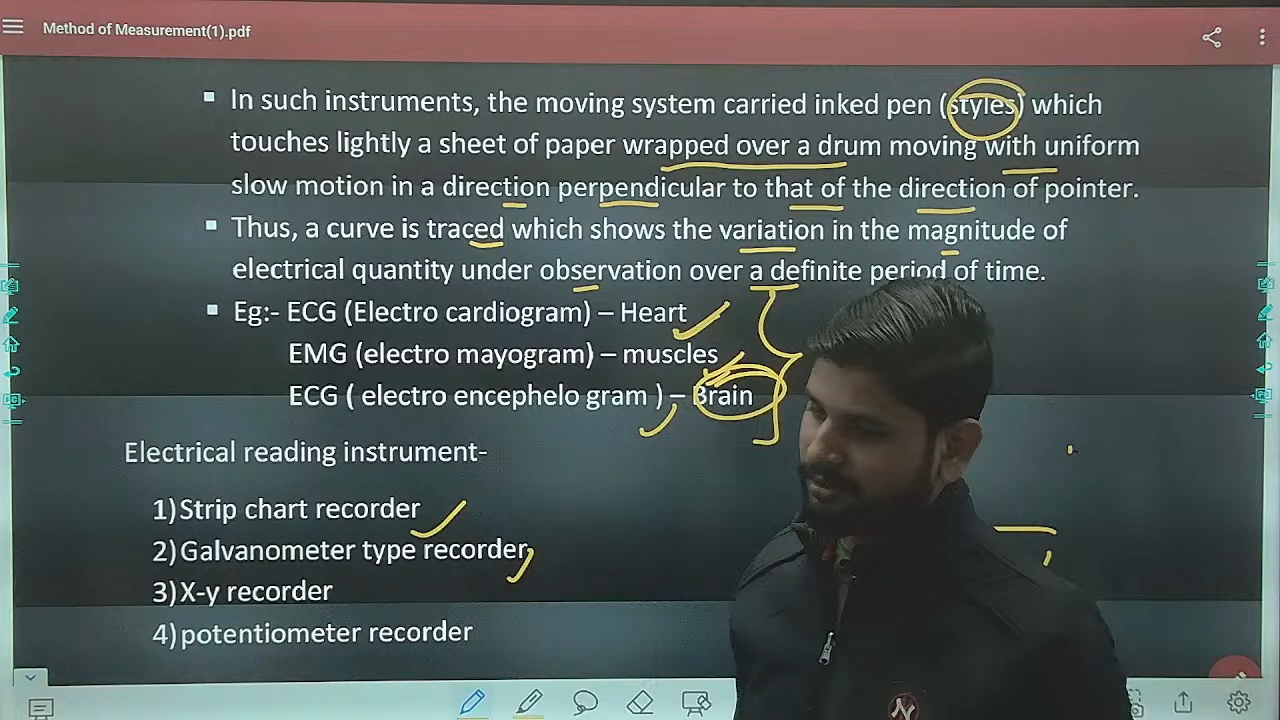 Method of Measurement(1).pdf
▪ In such instruments, the moving system carried inked pen (styles) which
touches lightly a sheet of paper wrapped over a drum moving with uniform
slow motion in a direction perpendicular to that of the direction of pointer.
▪ Thus, a curve is traced which shows the variation in the magnitude of
electrical quantity under observation over a definite period of time.
▪ Eg:- ECG (Electro cardiogram) – Heart
EMG (electro mayogram) – muscles
ECG ( electro encephelo gram ) – Brain
Electrical reading instrument-
1)Strip chart recorder
2)Galvanometer type recorder
3)X-y recorder
4)potentiometer recorder